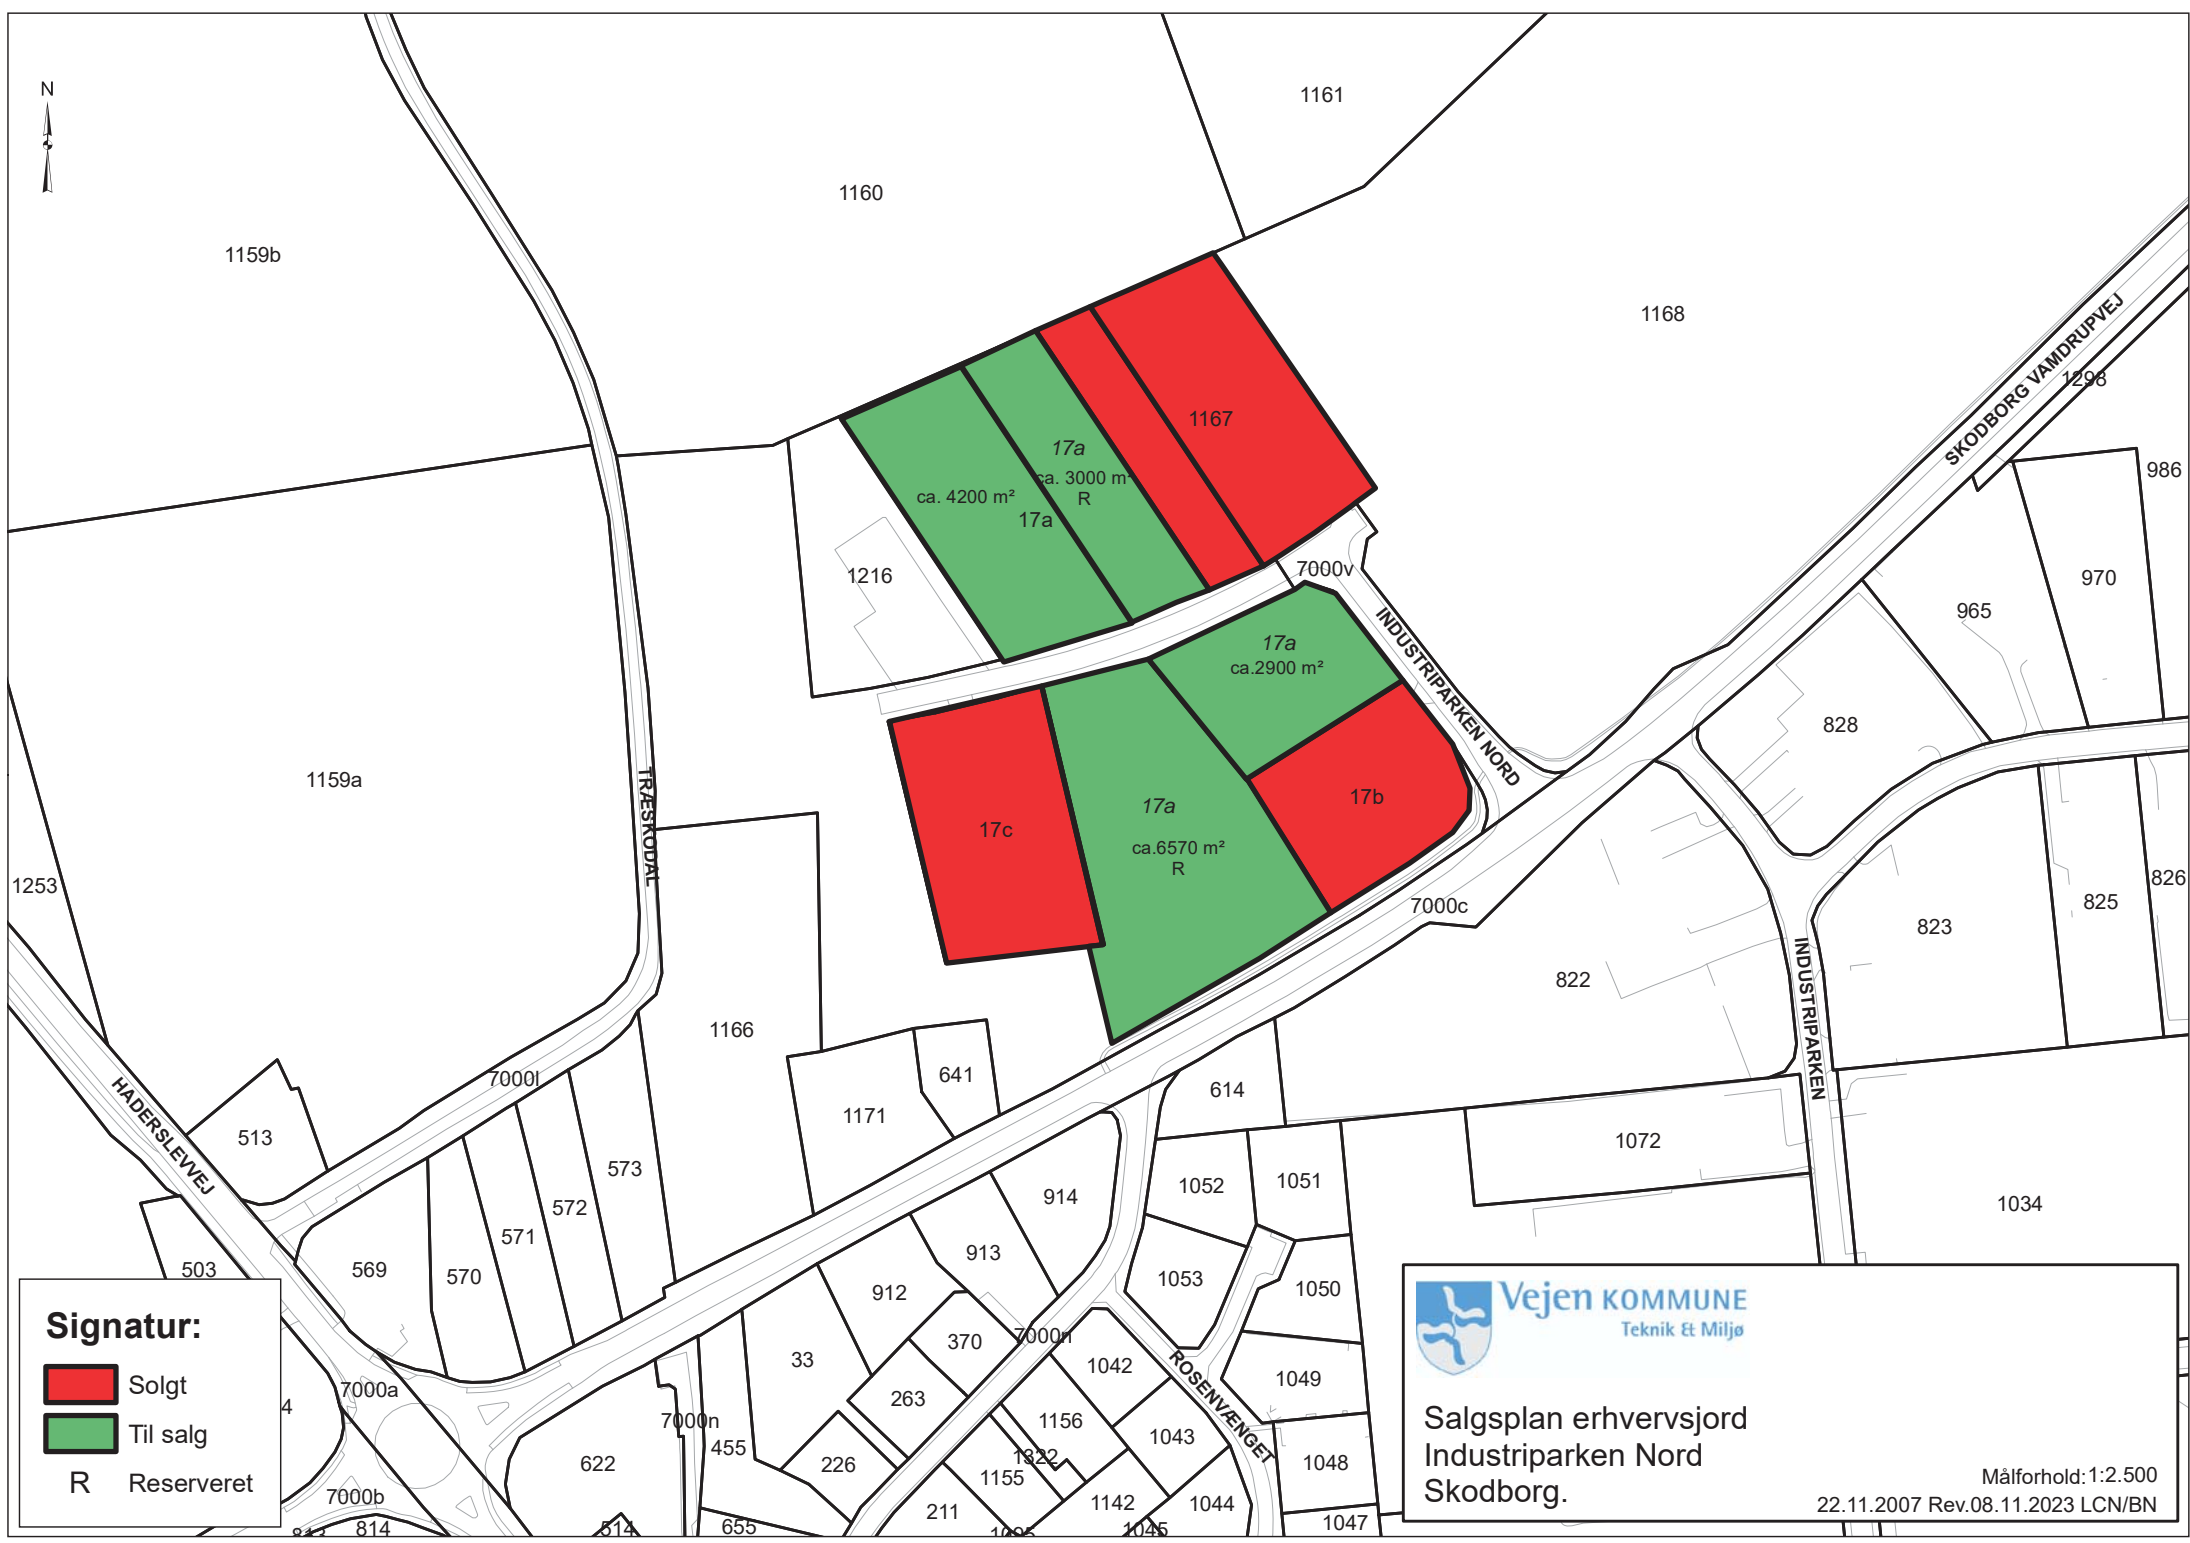 N
1161
1160
1159b
1168
SKODBORG VAMDRUPVEJ
1298
1167
17a
ca. 3000 m²
R
ca. 4200 m²
17a
986
970
965
1216
7000v
INDUSTRIPARKEN NORD
17a
ca.2900 m²
828
1159a
TRÆSKODAL
17b
17a
17c
ca.6570 m²
R
1253
826
825
7000c
823
822
INDUSTRIPARKEN
1166
7000l
641
614
1171
HADERSLEVVEJ
513
1072
573
1052
1051
914
1034
572
571
913
503
569
570
1053
912
1050
370
7000n
33
1042
ROSENVÆNGET
1049
7000a
263
4
7000n
1156
455
1043
1322
622
226
1155
1048
7000b
1142
1044
211
814
514
655
1045
1047
Signatur:
Solgt
Til salg
R Reserveret
Vejen KOMMUNE
Teknik & Miljø
Salgsplan erhvervsjord
Industriparken Nord
Skodborg.
Målforhold:1:2.500
22.11.2007 Rev.08.11.2023 LCN/BN